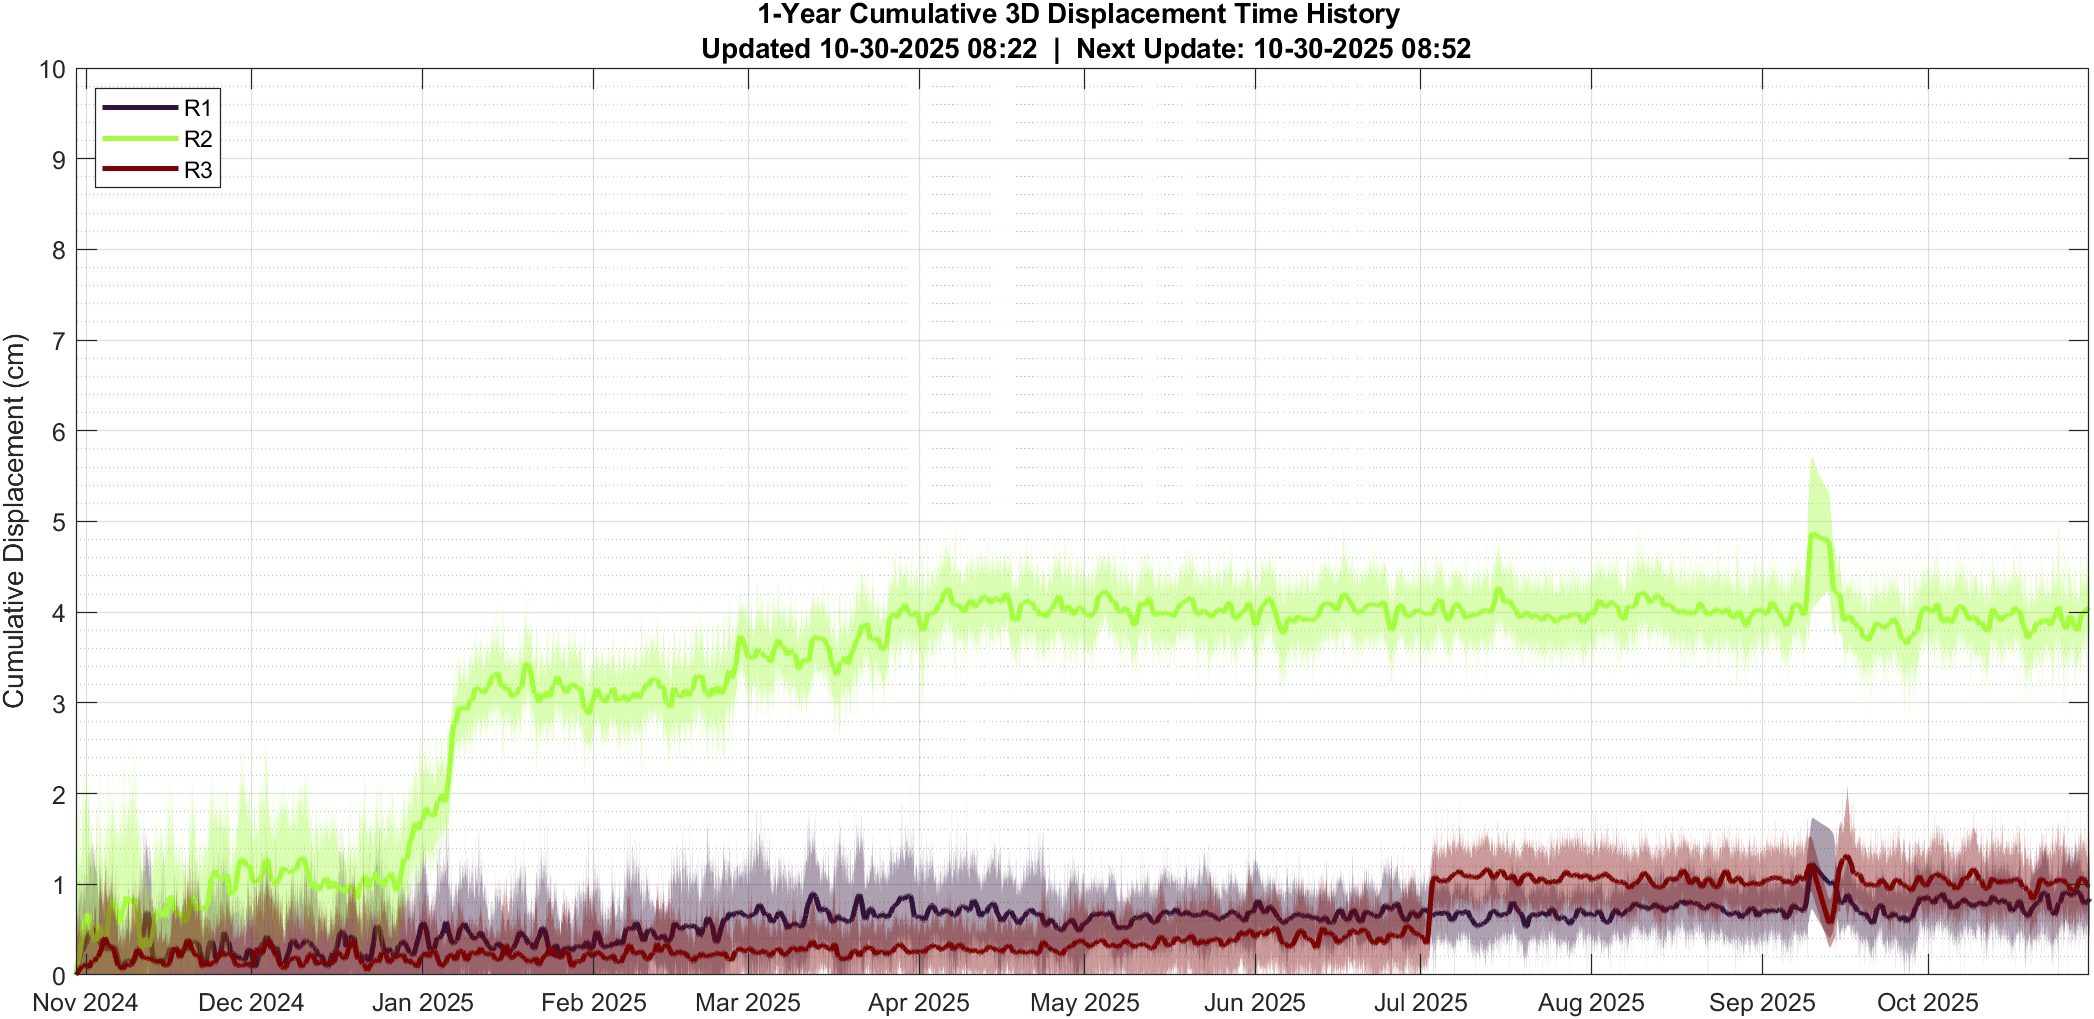 1-Year Cumulative 3D Displacement Time History
Updated 10-30-2025 08:22 | Next Update: 10-30-2025 08:52
R1
R2
R3
Cumulative Displacement (cm)
10
9
8
7
6
5
4
3
2
1
0
Nov 2024 Dec 2024 Jan 2025 Feb 2025 Mar 2025 Apr 2025 May 2025 Jun 2025 Jul 2025 Aug 2025 Sep 2025 Oct 2025